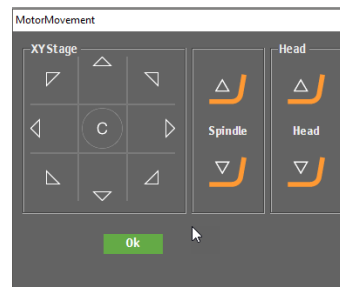 MotorMovement
XYStage
Head
C
Spindle
Head
Ok